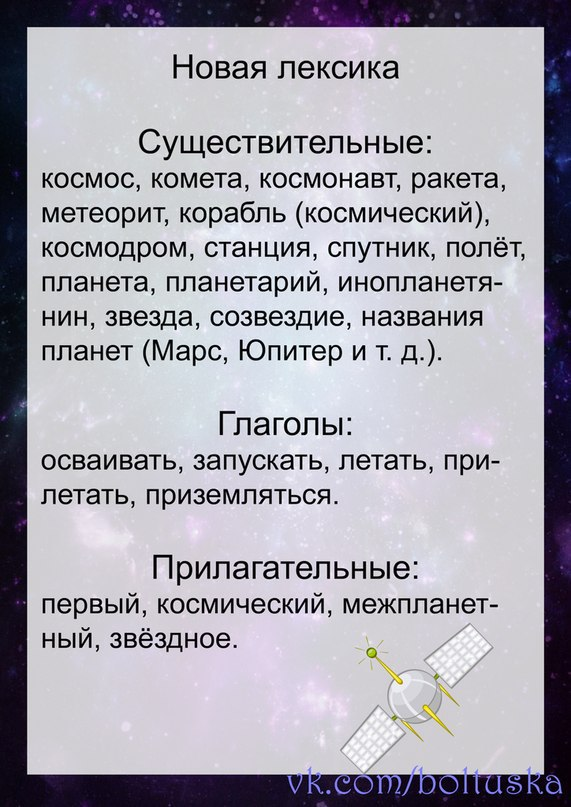 Новая лексика
Существительные:
космос, комета, космонавт, ракета,
метеорит, корабль (космический),
космодром, станция, спутник, полёт,
планета, планетарий, инопланетя-
нин, звезда, созвездие, названия
планет (Марс, Юпитер и т. д.).
Глаголы:
осваивать, запускать, летать, при-
летать, приземляться.
Прилагательные:
первый, космический, межпланет-
ный, звёздное.
vk.com/boltuska